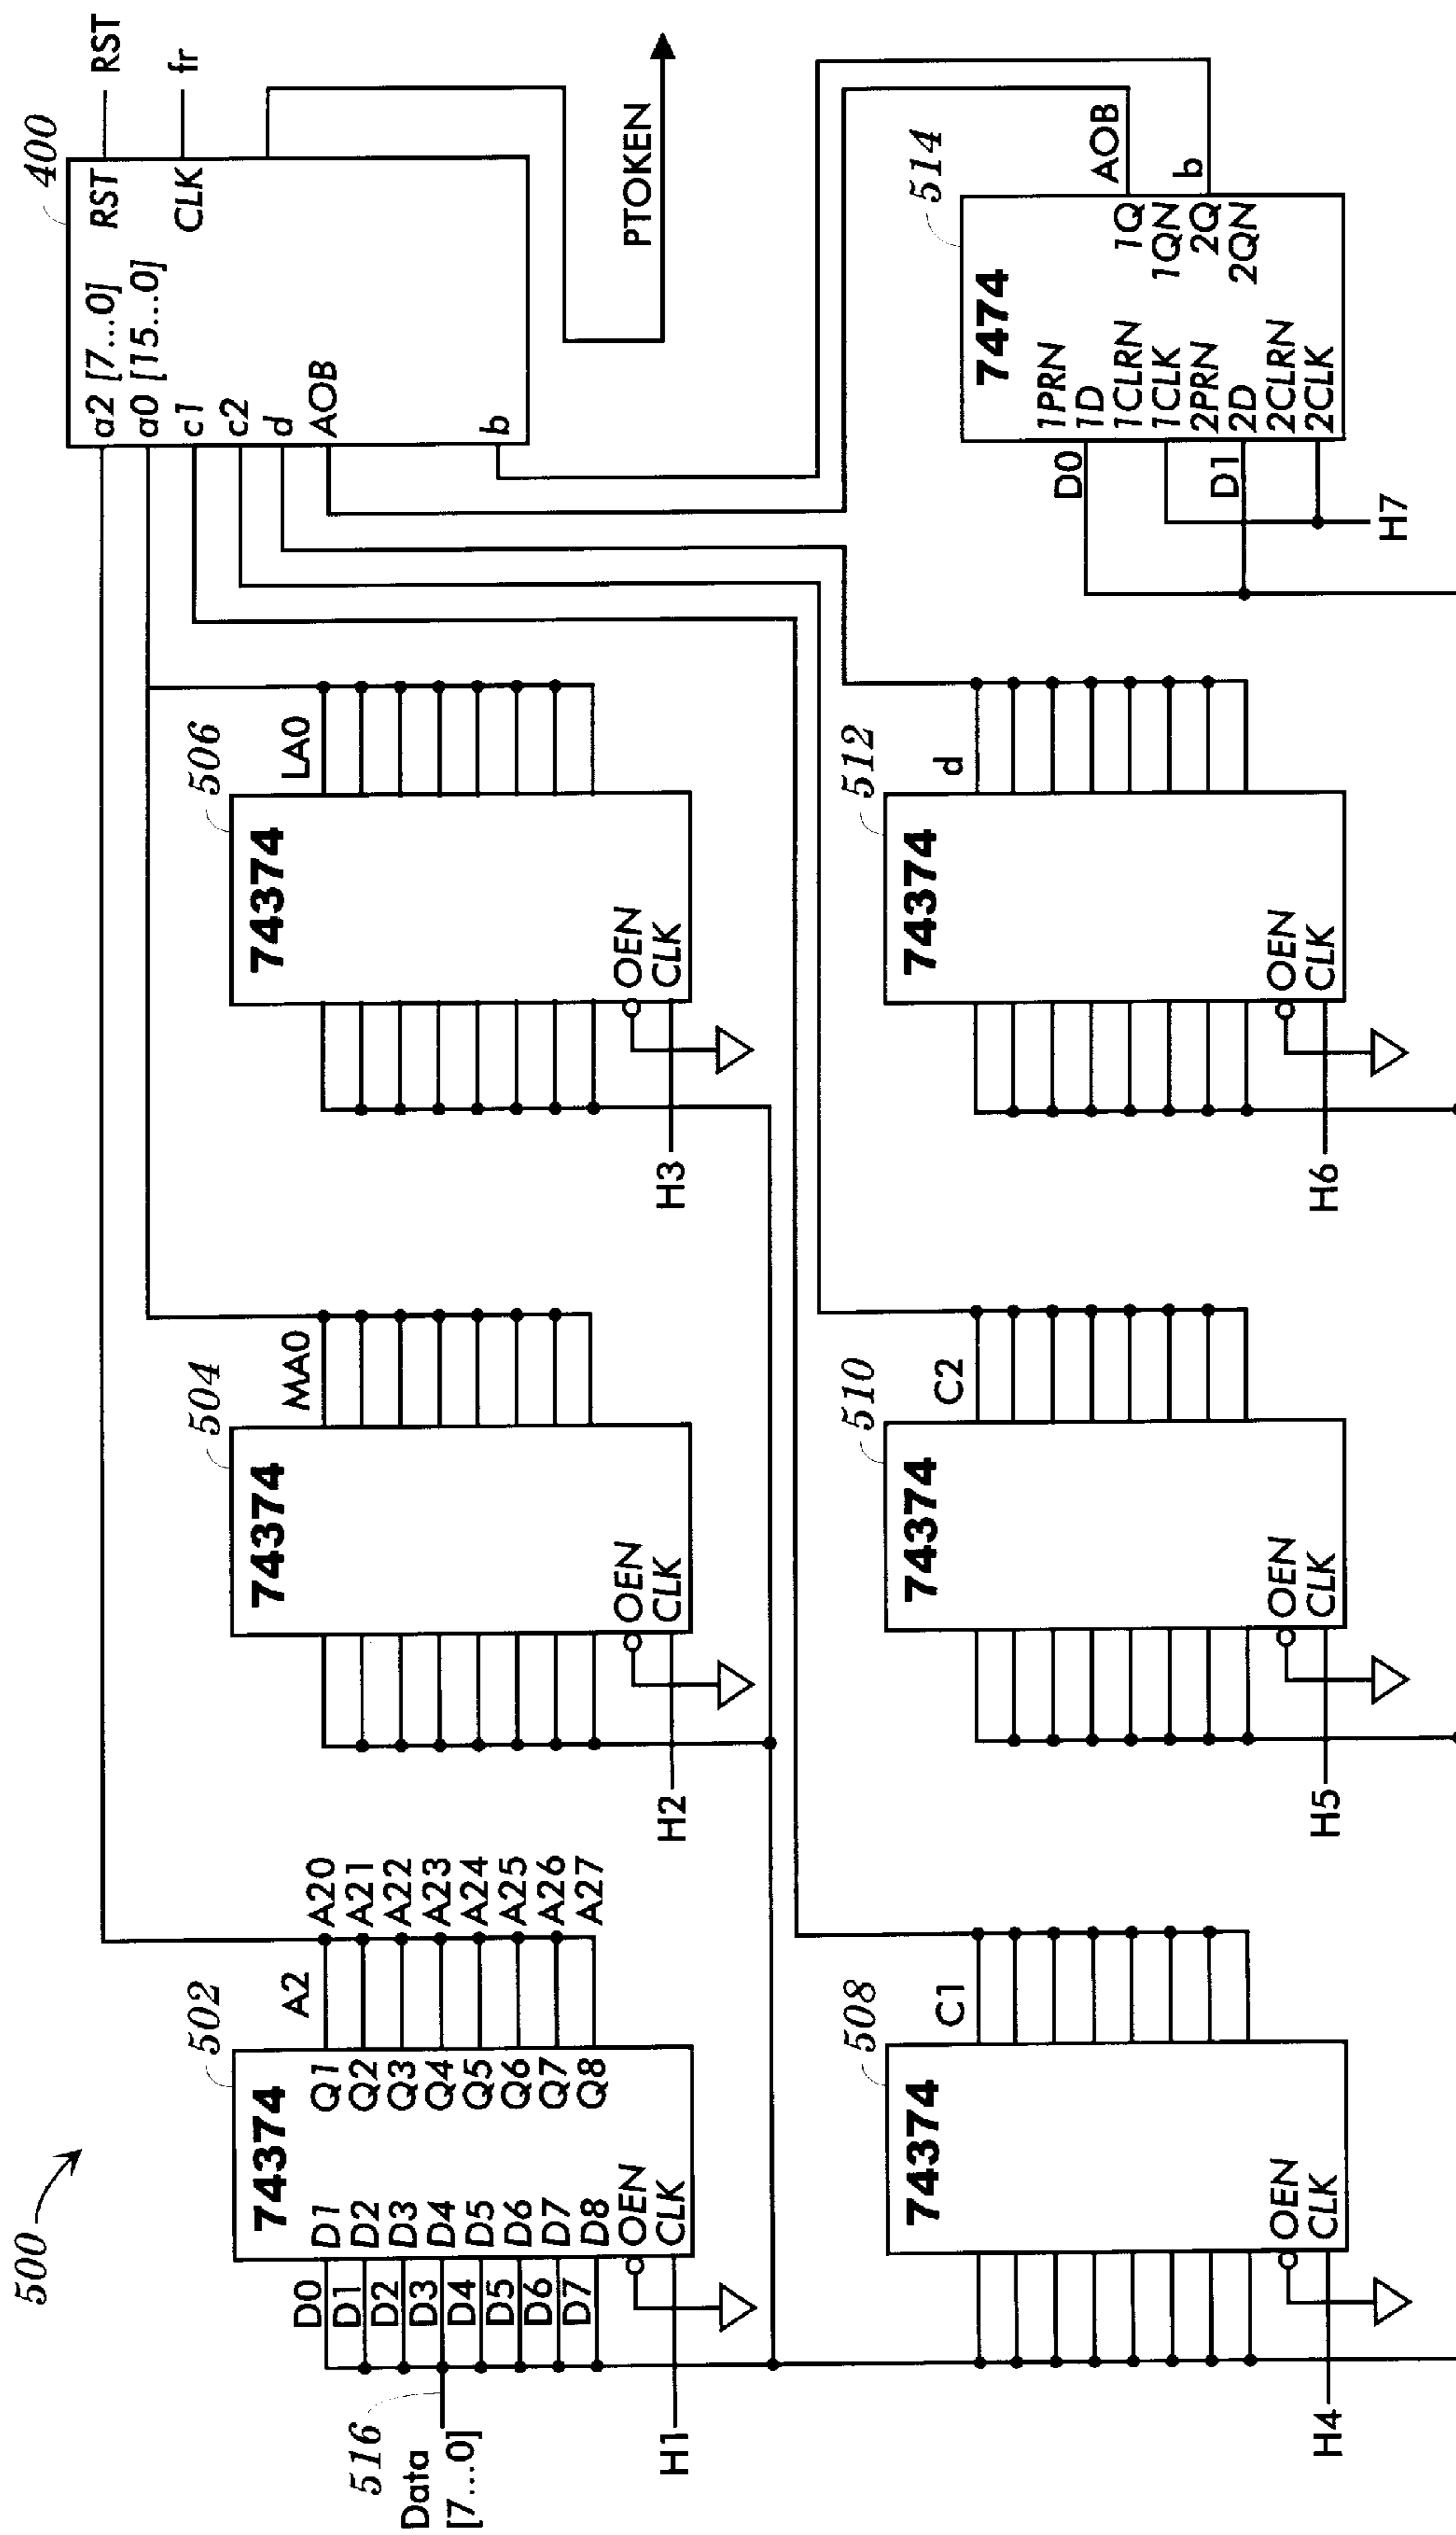 500
516
Data
[7...0]
D0
D1
D2
D3
D4
D5
D6
D7
H1
502
74374
D1
D2
D3
D4
D5
D6
D7
D8
OEN
CLK
Q1
Q2
Q3
Q4
Q5
Q6
Q7
Q8
A2
A20
A21
A22
A23
A24
A25
A26
A27
504
74374
OEN
CLK
H2
MA0
506
74374
OEN
CLK
H3
LA0
400
a2 [7...0]
a0 [15...0]
c1
c2
d
AOB
b
RST
CLK
RST
fr
PTOKEN
508
74374
OEN
CLK
H4
C1
510
74374
OEN
CLK
H5
C2
512
74374
OEN
CLK
H6
d
514
7474
1PRN
1D
1CLRN
1CLK
2PRN
2D
2CLRN
2CLK
1Q
1QN
2Q
2QN
D0
D1
H7
AOB
b